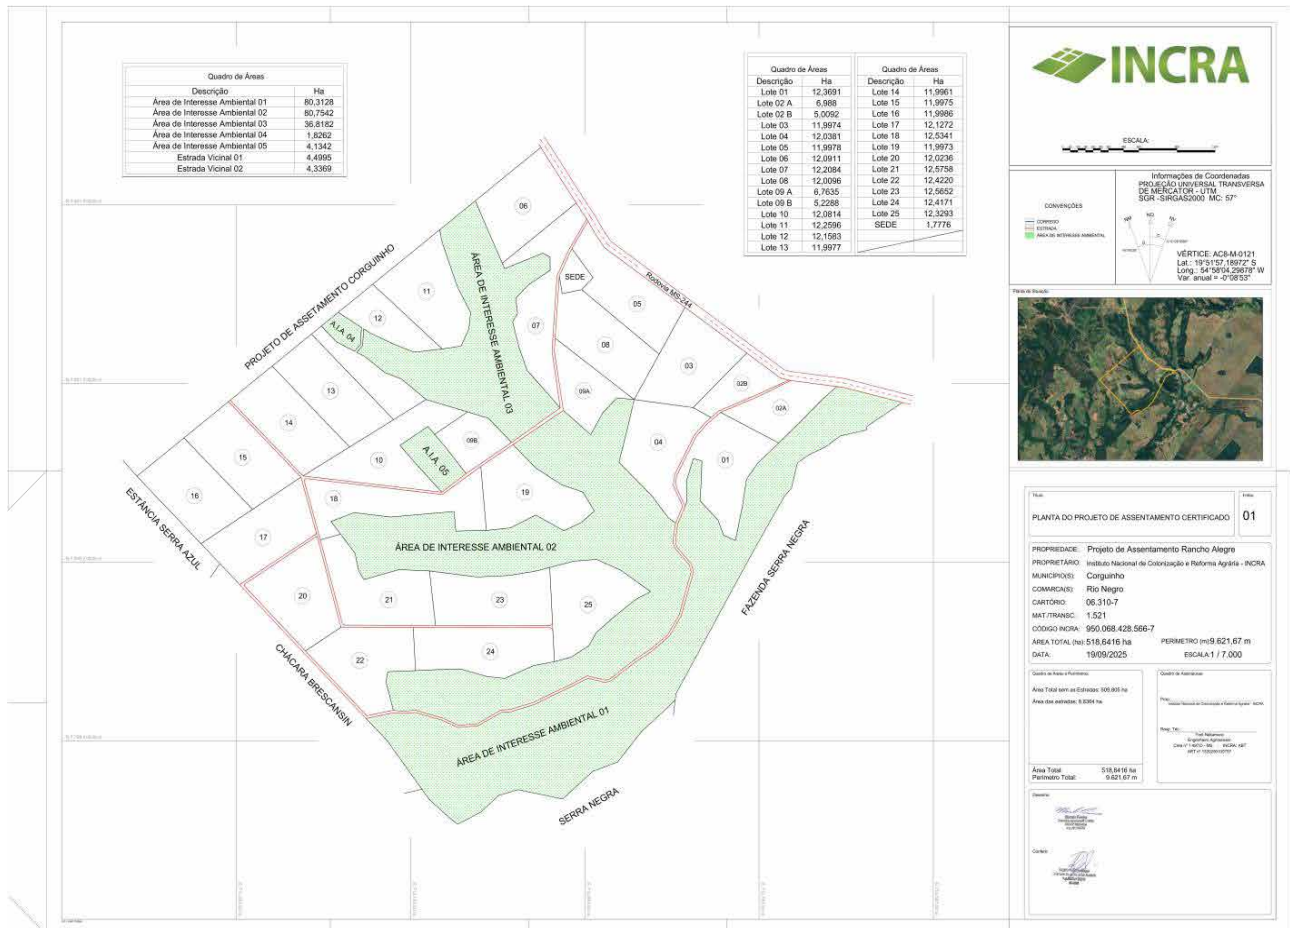 Quadro de Áreas
Descrição Ha
Área de Interesse Ambiental 01 80,3128
Área de Interesse Ambiental 02 80,7542
Área de Interesse Ambiental 03 36,8182
Área de Interesse Ambiental 04 1,8262
Área de Interesse Ambiental 05 4,1342
Estrada Vicinal 01 4,4995
Estrada Vicinal 02 4,3369
Quadro de Áreas
Descrição Ha
Lote 01 12,3691
Lote 02 A 6,988
Lote 02 B 5,0092
Lote 03 11,9974
Lote 04 12,0381
Lote 05 11,9978
Lote 06 12,0911
Lote 07 12,2084
Lote 08 12,0096
Lote 09 A 6,7635
Lote 09 B 5,2288
Lote 10 12,0814
Lote 11 12,2596
Lote 12 12,1583
Lote 13 11,9977
Quadro de Áreas
Descrição Ha
Lote 14 11,9961
Lote 15 11,9975
Lote 16 11,9986
Lote 17 12,1272
Lote 18 12,5341
Lote 19 11,9973
Lote 20 12,0236
Lote 21 12,5758
Lote 22 12,4220
Lote 23 12,5652
Lote 24 12,4171
Lote 25 12,3293
SEDE 1,7776
INCRA
ESCALA:
CONVENÇÕES
CÓRREGO
ESTRADA
ÁREA DE INTERESSE AMBIENTAL
Informações de Coordenadas
PROJEÇÃO UNIVERSAL TRANSVERSA
DE MERCATOR - UTM
SGR -SIRGAS2000 MC: 57°
VÉRTICE: AC8-M-0121
Lat.: 19°51'57,18972" S
Long.: 54°58'04,29878" W
Var. anual = -0°08'53"
PROJETO DE ASSETAMENTO CORGUINHO
Rodovia MS-244
ESTÂNCIA SERRA AZUL
CHÁCARA BRESCANSIN
SERRA NEGRA
FAZENDA SERRA NEGRA
ÁREA DE INTERESSE AMBIENTAL 03
ÁREA DE INTERESSE AMBIENTAL 02
ÁREA DE INTERESSE AMBIENTAL 01
A.I.A. 04
A.I.A. 05
06
SEDE
11
12
05
07
08
03
13
09A
02B
02A
14
09B
04
15
10
01
16
18
19
17
20
21
23
25
24
22
PLANTA DO PROJETO DE ASSENTAMENTO CERTIFICADO
01
PROPRIEDADE: Projeto de Assentamento Rancho Alegre
PROPRIETÁRIO: Instituto Nacional de Colonização e Reforma Agrária - INCRA
MUNICÍPIO(S): Corguinho
COMARCA(S): Rio Negro
CARTÓRIO: 06.310-7
MAT./TRANSC.: 1.521
CÓDIGO INCRA: 950.068.428.566-7
ÁREA TOTAL (ha): 518,6416 ha PERÍMETRO (m): 9.621,67 m
DATA: 19/09/2025 ESCALA: 1 / 7.000
Área Total 518,6416 ha
Perímetro Total: 9.621,67 m